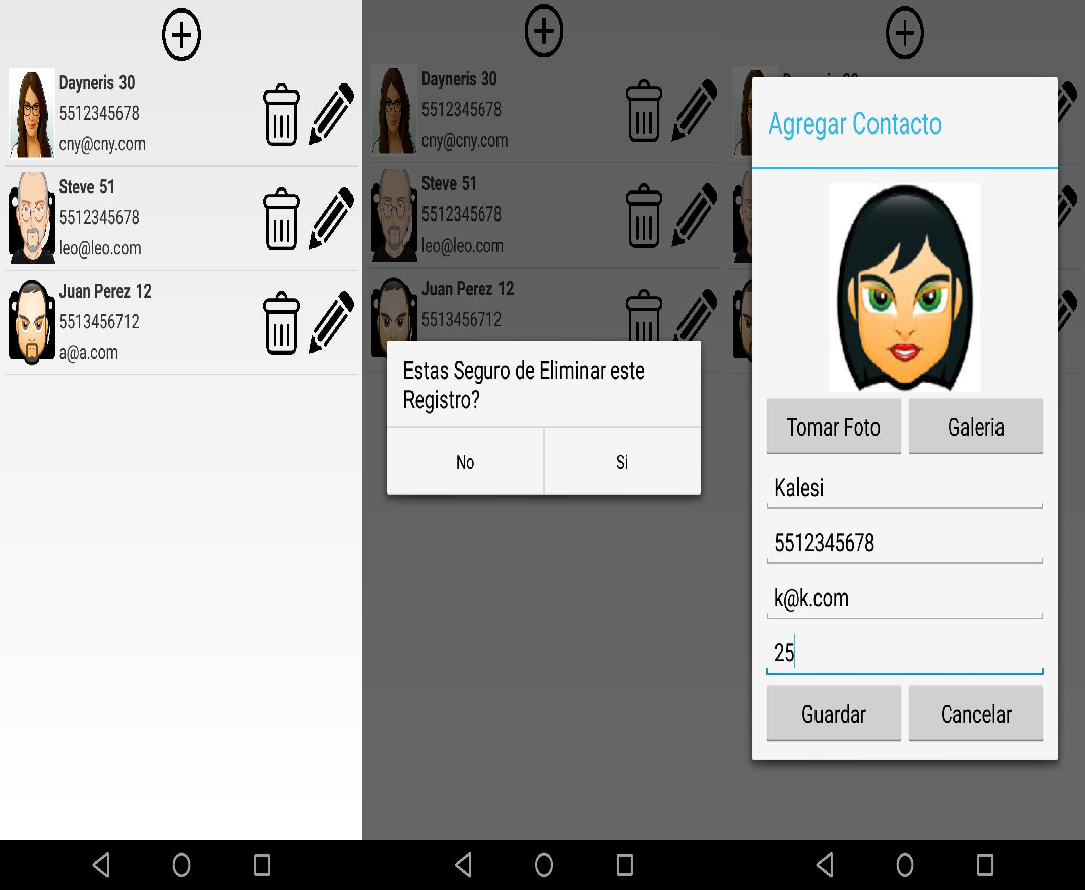 Dayneris 30
5512345678
cny@cny.com
Steve 51
5512345678
leo@leo.com
Juan Perez 12
5513456712
a@a.com
Dayneris 30
5512345678
cny@cny.com
Steve 51
5512345678
leo@leo.com
Juan Perez 12
5513456712
Estas Seguro de Eliminar este
Registro?
No
Si
Agregar Contacto
Tomar Foto
Galeria
Kalesi
5512345678
k@k.com
25
Guardar
Cancelar